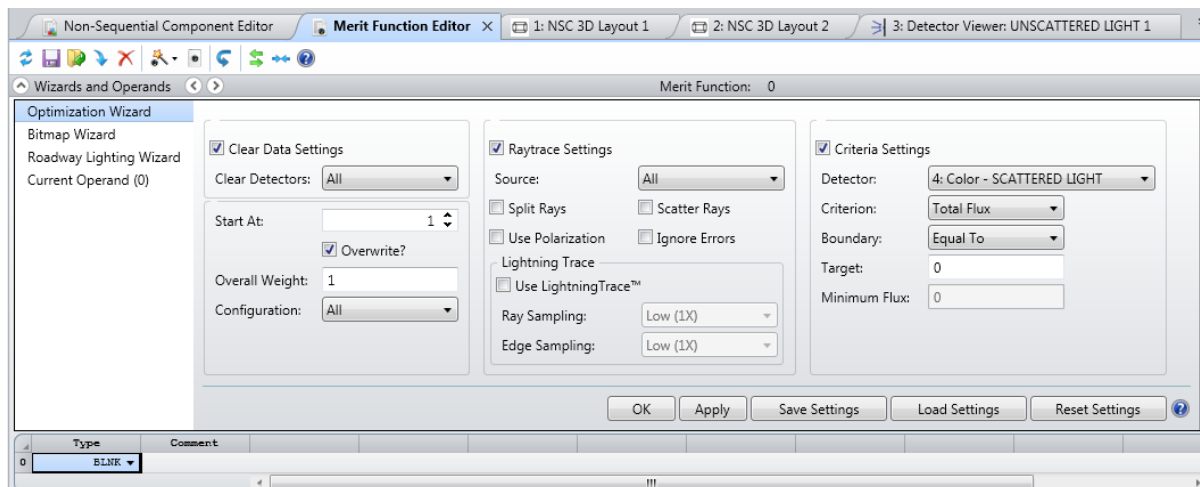 Non-Sequential Component Editor Merit Function Editor X 1: NSC 3D Layout 1 2: NSC 3D Layout 2 3: Detector Viewer: UNSCATTERED LIGHT 1
Wizards and Operands Merit Function: 0
Optimization Wizard
Bitmap Wizard
Roadway Lighting Wizard
Current Operand (0)
Clear Data Settings
Clear Detectors: All
Start At: 1
Overwrite?
Overall Weight: 1
Configuration: All
Raytrace Settings
Source: All
Split Rays Scatter Rays
Use Polarization Ignore Errors
Lightning Trace
Use LightningTrace™
Ray Sampling: Low (1X)
Edge Sampling: Low (1X)
Criteria Settings
Detector: 4: Color - SCATTERED LIGHT
Criterion: Total Flux
Boundary: Equal To
Target: 0
Minimum Flux: 0
OK Apply Save Settings Load Settings Reset Settings
Type Comment
0 BLNK